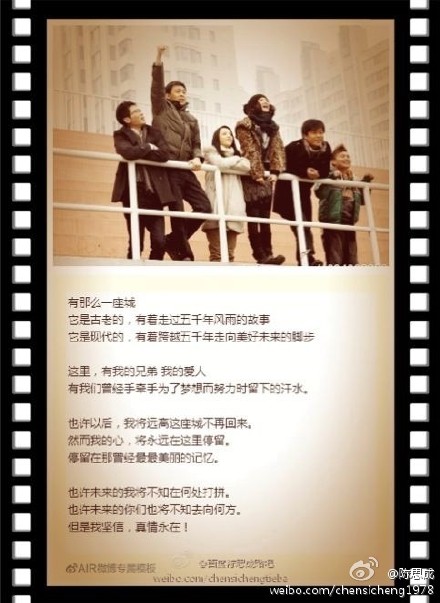 有那么一座城
它是古老的，有着走过五千年风雨的故事
它是现代的，有着跨越五千年走向美好未来的脚步
这里，有我的兄弟 我的爱人
有我们曾经手牵手为了梦想而努力时留下的汗水。
也许以后，我将远离这座城不再回来。
然而我的心，将永远在这里停留。
停留在那曾经最最美丽的记忆。
也许未来的我将不知在何处打拼。
也许未来的你们也将不知去向何方。
但是我坚信，真情永在！
AIR微博专属模板
@百度陈思成贴吧
weibo.com/chensichengtieba
@陈思成
weibo.com/chensicheng1978